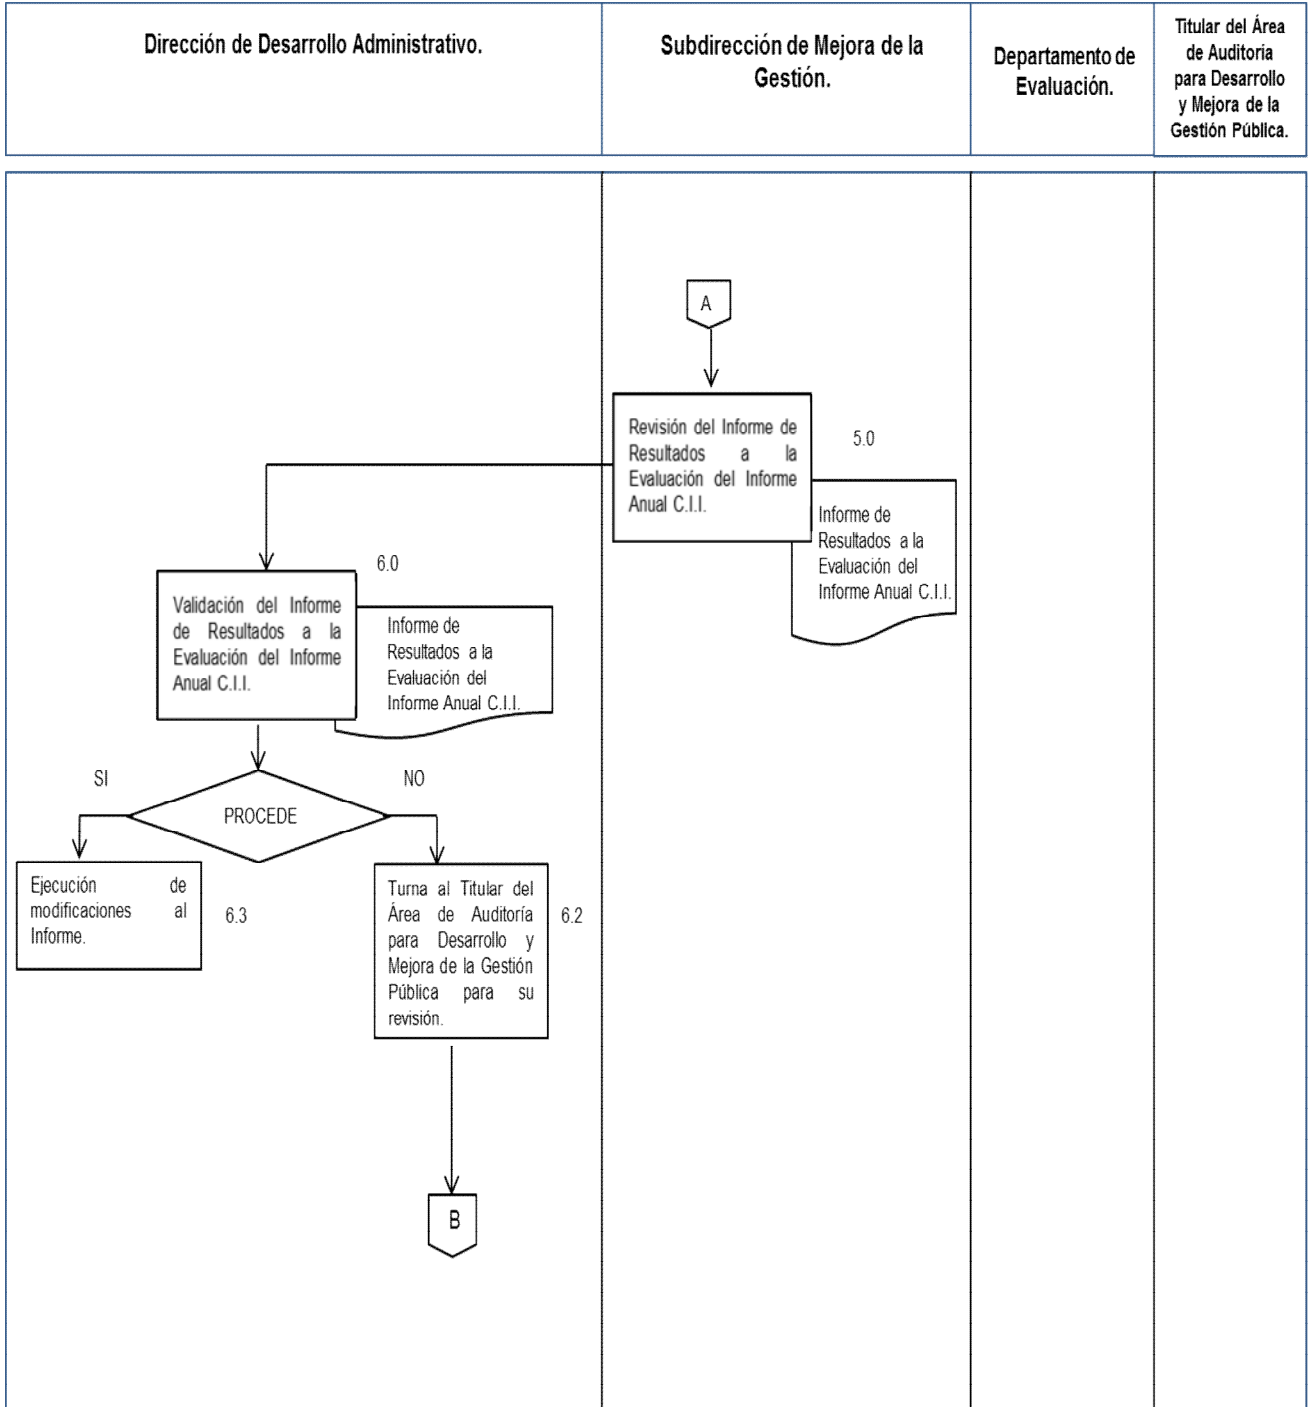 Dirección de Desarrollo Administrativo.
Subdirección de Mejora de la
Gestión.
Departamento de
Evaluación.
Titular del Área
de Auditoria
para Desarrollo
y Mejora de la
Gestión Pública.
A
Revisión del Informe de
Resultados a la
Evaluación del Informe
Anual C.I.I.
5.0
Informe de
Resultados a la
Evaluación del
Informe Anual C.I.I.
6.0
Validación del Informe
de Resultados a la
Evaluación del Informe
Anual C.I.I.
Informe de
Resultados a la
Evaluación del
Informe Anual C.I.I.
SI
NO
PROCEDE
Ejecución de
modificaciones al
Informe.
6.3
Turna al Titular del
Área de Auditoría
para Desarrollo y
Mejora de la Gestión
Pública para su
revisión.
6.2
B